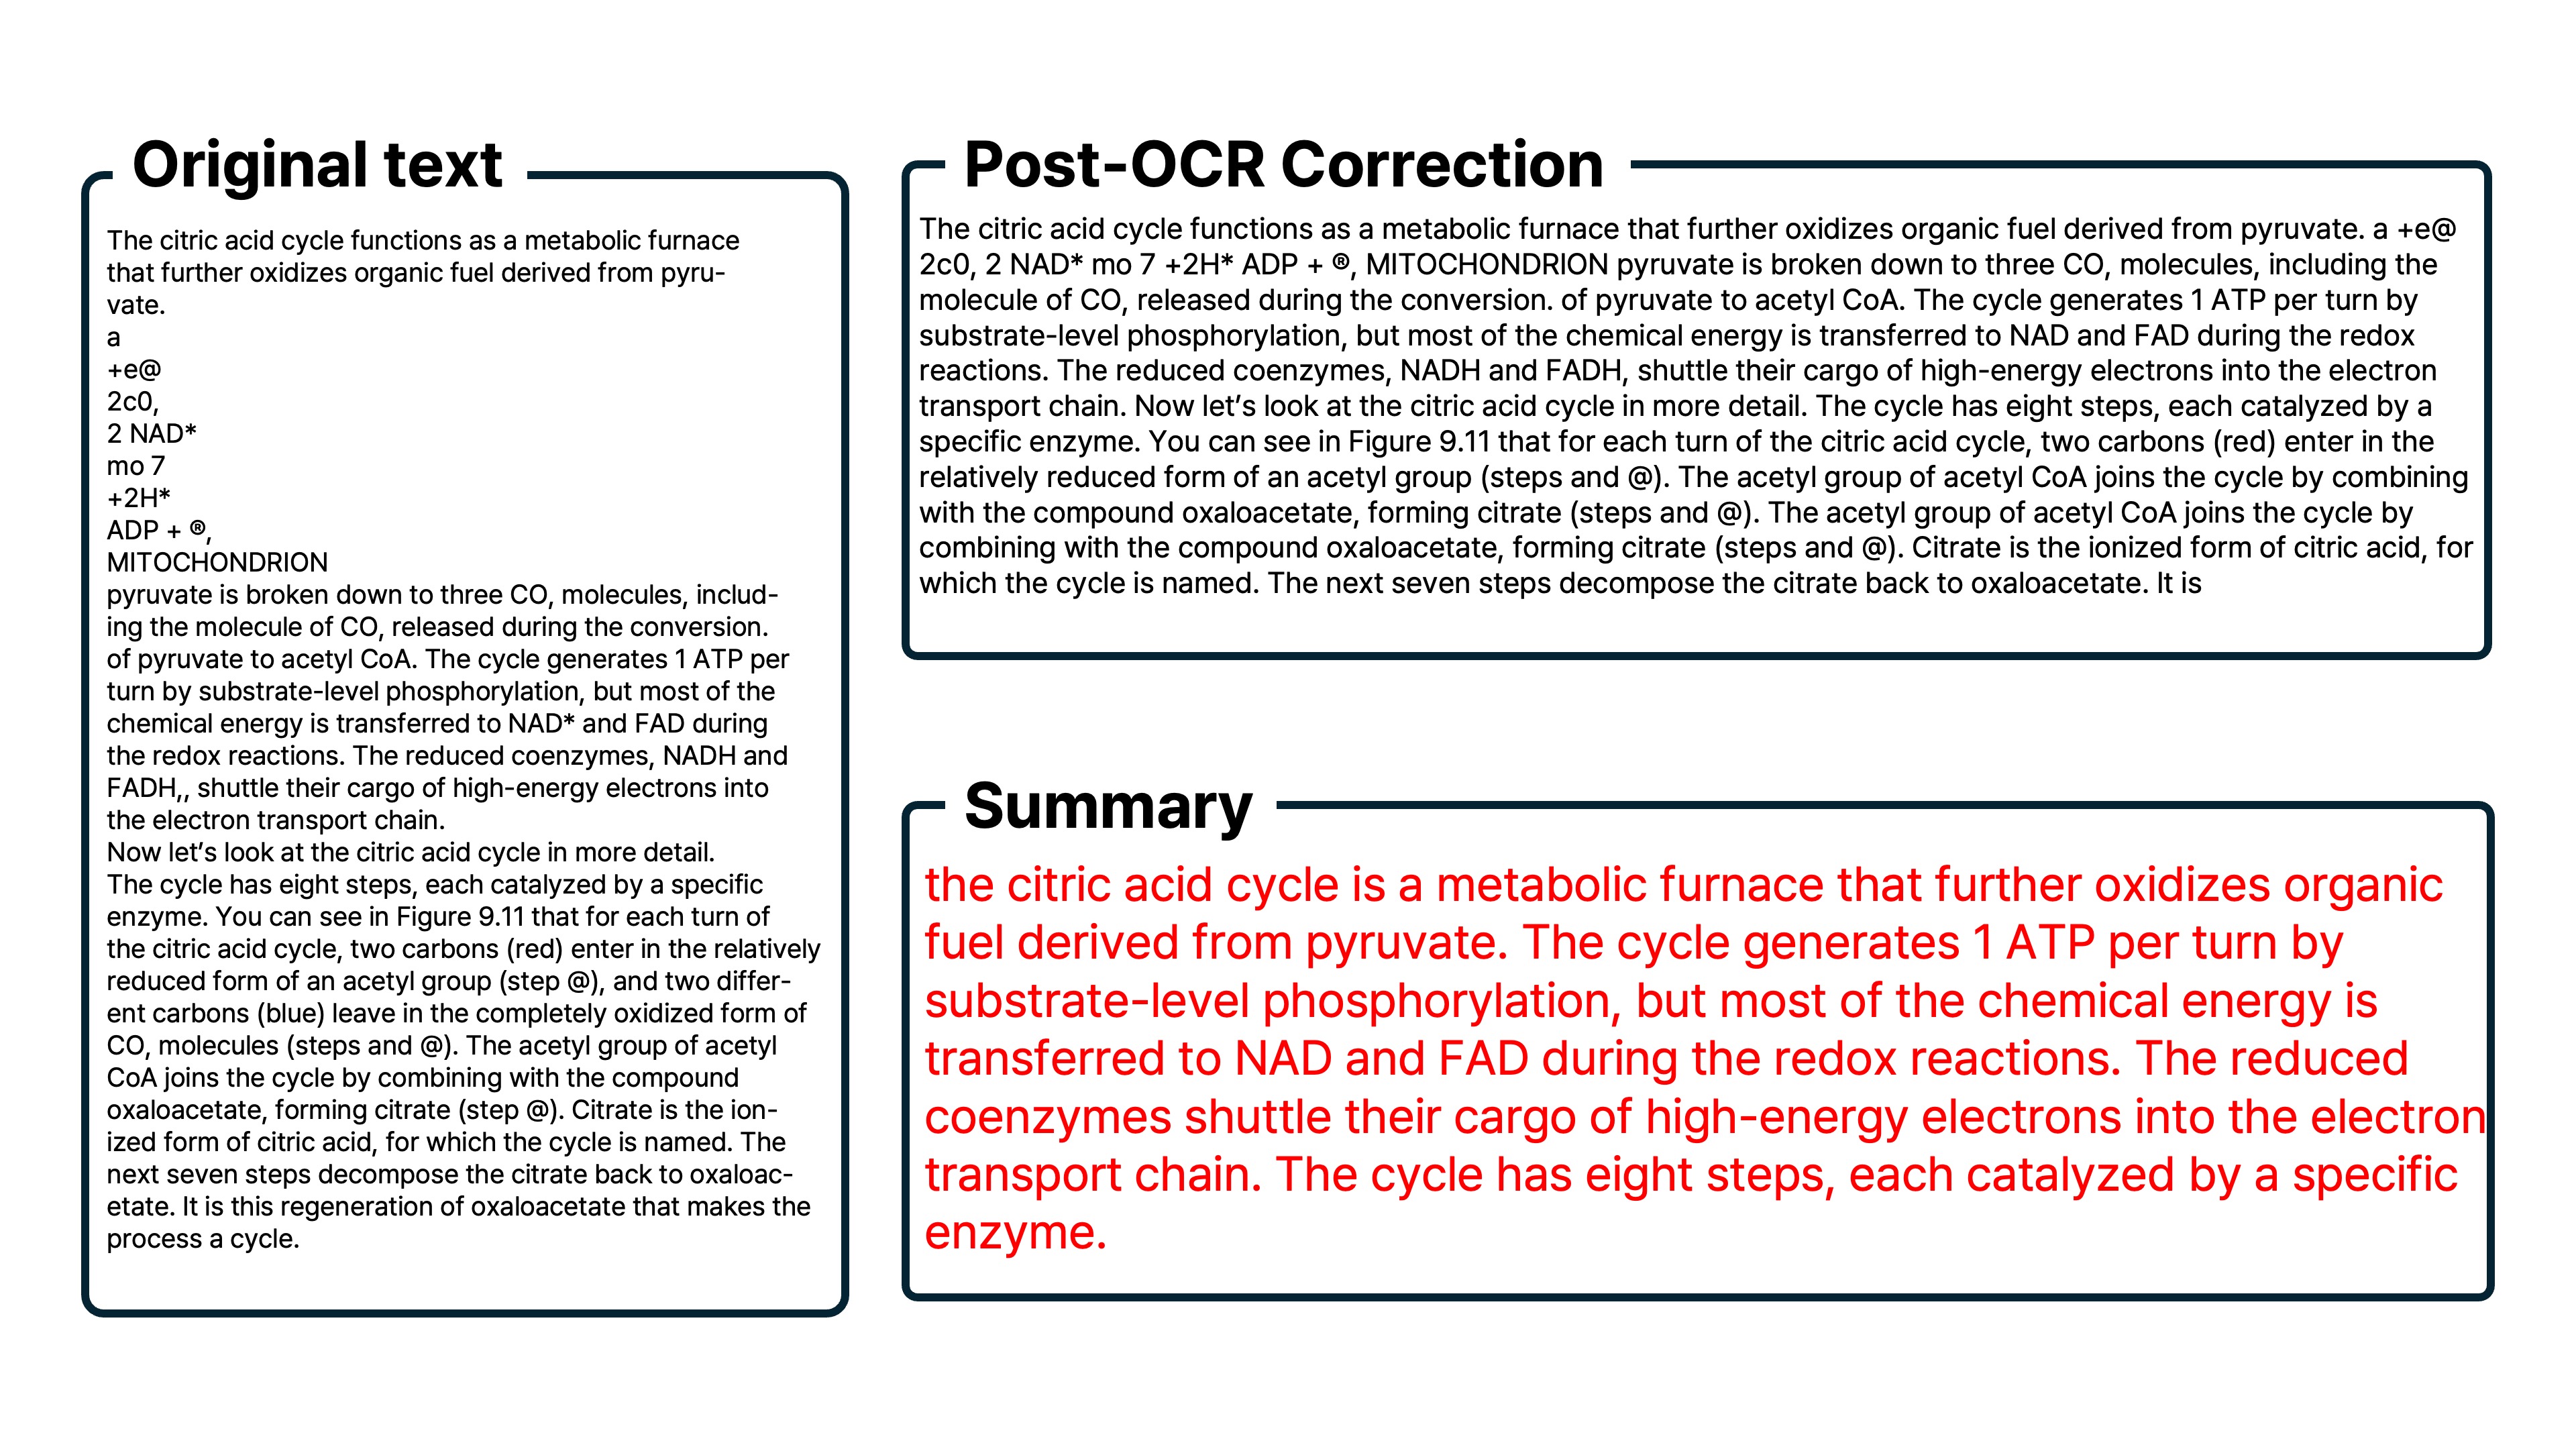 Original text
The citric acid cycle functions as a metabolic furnace
that further oxidizes organic fuel derived from pyru-
vate.
a
+e@
2c0,
2 NAD*
mo 7
+2H*
ADP + ®,
MITOCHONDRION
pyruvate is broken down to three CO, molecules, includ-
ing the molecule of CO, released during the conversion.
of pyruvate to acetyl CoA. The cycle generates 1 ATP per
turn by substrate-level phosphorylation, but most of the
chemical energy is transferred to NAD* and FAD during
the redox reactions. The reduced coenzymes, NADH and
FADH,, shuttle their cargo of high-energy electrons into
the electron transport chain.
Now let’s look at the citric acid cycle in more detail.
The cycle has eight steps, each catalyzed by a specific
enzyme. You can see in Figure 9.11 that for each turn of
the citric acid cycle, two carbons (red) enter in the relatively
reduced form of an acetyl group (step @), and two differ-
ent carbons (blue) leave in the completely oxidized form of
CO, molecules (steps and @). The acetyl group of acetyl
CoA joins the cycle by combining with the compound
oxaloacetate, forming citrate (step @). Citrate is the ion-
ized form of citric acid, for which the cycle is named. The
next seven steps decompose the citrate back to oxaloac-
etate. It is this regeneration of oxaloacetate that makes the
process a cycle.
Post-OCR Correction
The citric acid cycle functions as a metabolic furnace that further oxidizes organic fuel derived from pyruvate. a +e@
2c0, 2 NAD* mo 7 +2H* ADP + ®, MITOCHONDRION pyruvate is broken down to three CO, molecules, including the
molecule of CO, released during the conversion. of pyruvate to acetyl CoA. The cycle generates 1 ATP per turn by
substrate-level phosphorylation, but most of the chemical energy is transferred to NAD and FAD during the redox
reactions. The reduced coenzymes, NADH and FADH, shuttle their cargo of high-energy electrons into the electron
transport chain. Now let’s look at the citric acid cycle in more detail. The cycle has eight steps, each catalyzed by a
specific enzyme. You can see in Figure 9.11 that for each turn of the citric acid cycle, two carbons (red) enter in the
relatively reduced form of an acetyl group (steps and @). The acetyl group of acetyl CoA joins the cycle by combining
with the compound oxaloacetate, forming citrate (steps and @). The acetyl group of acetyl CoA joins the cycle by
combining with the compound oxaloacetate, forming citrate (steps and @). Citrate is the ionized form of citric acid, for
which the cycle is named. The next seven steps decompose the citrate back to oxaloacetate. It is
Summary
the citric acid cycle is a metabolic furnace that further oxidizes organic
fuel derived from pyruvate. The cycle generates 1 ATP per turn by
substrate-level phosphorylation, but most of the chemical energy is
transferred to NAD and FAD during the redox reactions. The reduced
coenzymes shuttle their cargo of high-energy electrons into the electron
transport chain. The cycle has eight steps, each catalyzed by a specific
enzyme.